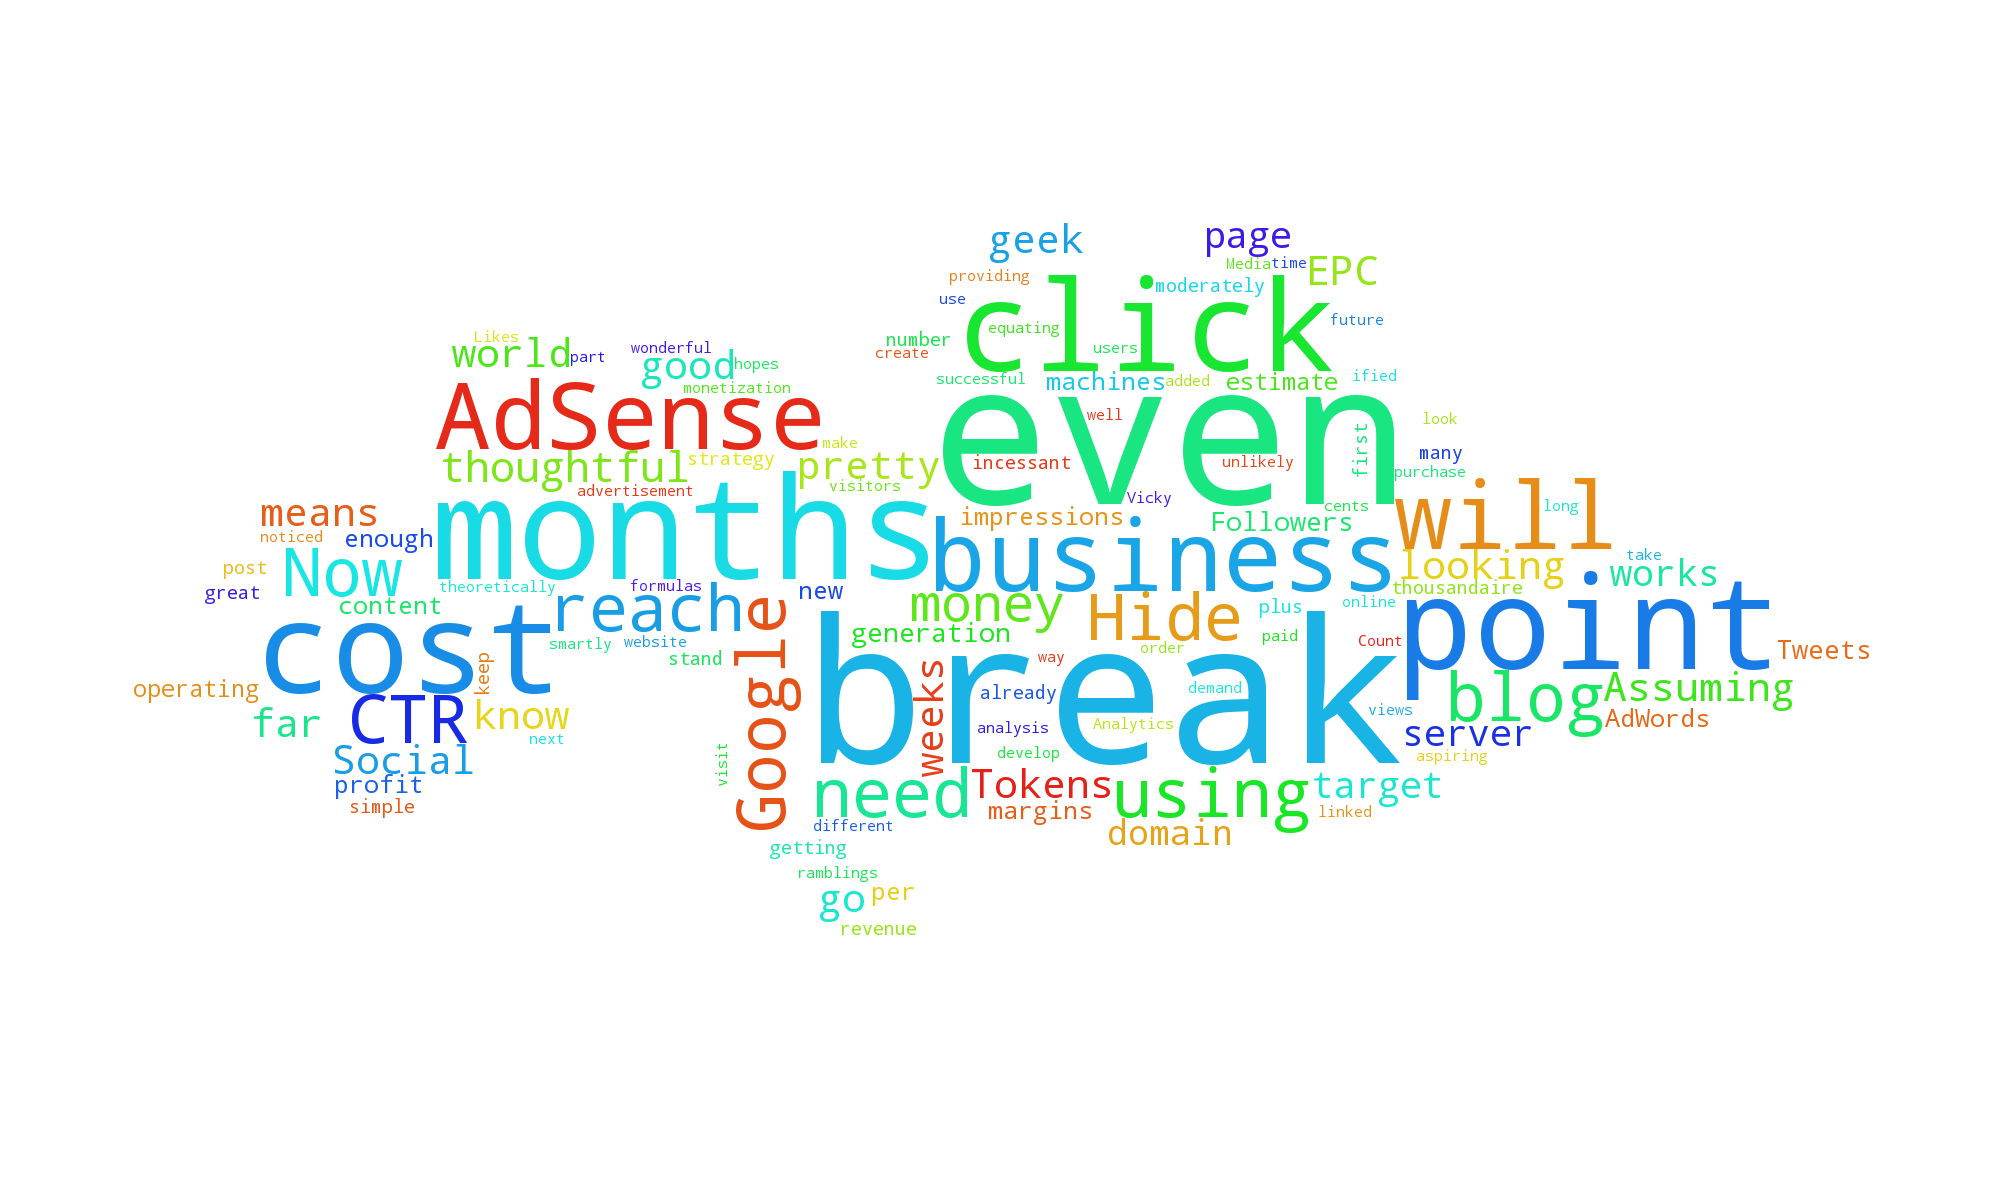 geek
page
Media
time
EPC
providing
moderately
use
click
future
equating
number
users
create
Likes
world
part
wonderful
good
hopes
monetization
successful
machines
added
estimate
ified
AdSense
even
well
look
make
first
many
thoughtful
strategy
pretty
incessant
unlikely
purchase
visitors
advertisement
months
Vicky
cents
will
long
means
impressions
Followers
noticed
enough
business
looking
take
post
Now
works
great
theoretically
formulas
new
thousandaire
content
reach
Google
money
Hide
plus
online
point
cost
smartly
website
generation
paid
Count
stand
break
order
way
Tweets
keep
weeks
operating
already
demand
blog
Assuming
far
CTR
know
analysis
Analytics
views
AdWords
next
develop
server
Social
visit
aspiring
profit
need
Tokens
using
target
simple
margins
linked
different
domain
getting
ramblings
go
per
revenue